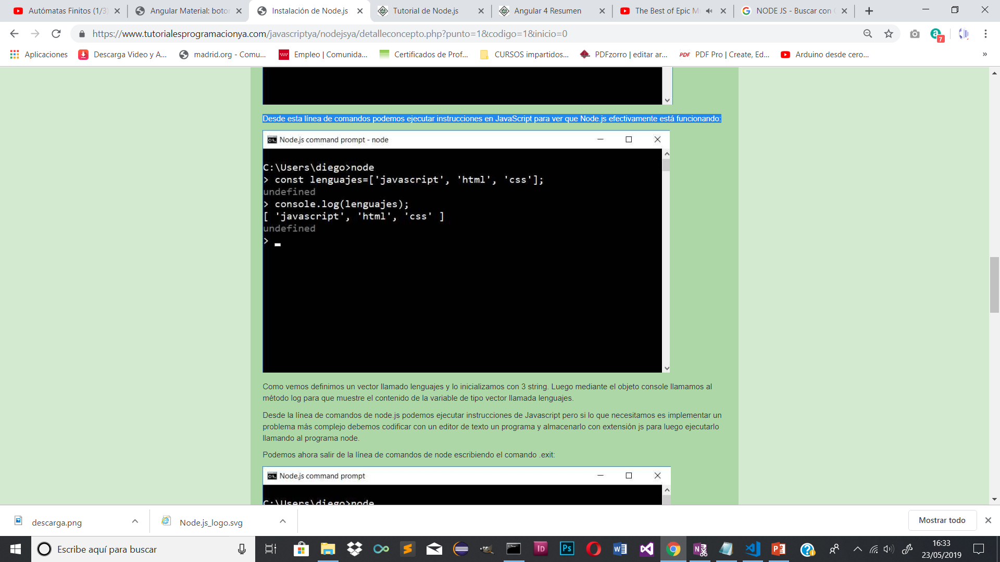 Autómatas Finitos (1/3)
Angular Material: boto
Instalación de Node.js
Tutorial de Node.js
Angular 4 Resumen
The Best of Epic M
NODE JS - Buscar con
https://www.tutorialesprogramacionya.com/javascriptya/nodejsya/detalleconcepto.php?punto=1&codigo=1&inicio=0
7
Aplicaciones
Descarga Video y A...
madrid.org - Comu...
Empleo | Comunida...
Certificados de Prof...
CURSOS impartidos...
PDFzorro | editar ar...
PDF
PDF Pro | Create, Ed...
Arduino desde cero...
»
Desde esta línea de comandos podemos ejecutar instrucciones en JavaScript para ver que Node.js efectivamente está funcionando:
Node.js command prompt - node
C:\Users\diego>node
> const lenguajes=['javascript', 'html', 'css'];
undefined
> console.log(lenguajes);
[ 'javascript', 'html', 'css' ]
undefined
>
Como vemos definimos un vector llamado lenguajes y lo inicializamos con 3 string. Luego mediante el objeto console llamamos al
método log para que muestre el contenido de la variable de tipo vector llamada lenguajes.
Desde la línea de comandos de node.js podemos ejecutar instrucciones de Javascript pero si lo que necesitamos es implementar un
problema más complejo debemos codificar con un editor de texto un programa y almacenarlo con extensión js para luego ejecutarlo
llamando al programa node.
Podemos ahora salir de la línea de comandos de node escribiendo el comando .exit:
Node.js command prompt
C:\Users\diego>node
descarga.png
Node.js_logo.svg
Mostrar todo
Escribe aquí para buscar
Id
Ps
16:33
23/05/2019